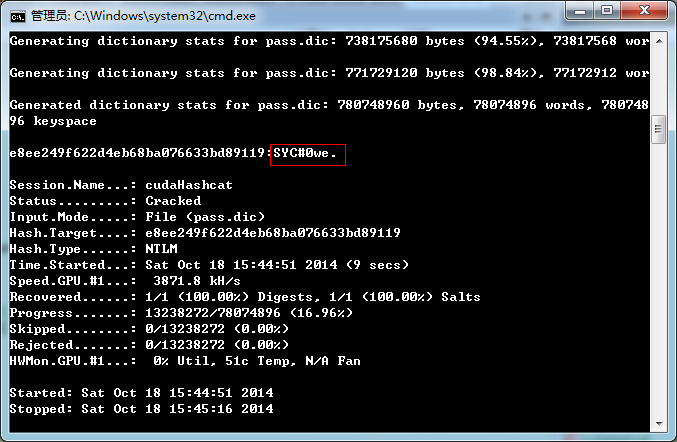 管理员: C:\Windows\system32\cmd.exe
Generating dictionary stats for pass.dic: 738175680 bytes (94.55%), 73817568 wor
Generating dictionary stats for pass.dic: 771729120 bytes (98.84%), 77172912 wor
Generated dictionary stats for pass.dic: 780748960 bytes, 78074896 words, 780748
96 keyspace
e8ee249f622d4eb68ba076633bd89119:SYC#0we.
Session.Name...: cudaHashcat
Status.........: Cracked
Input.Mode.....: File (pass.dic)
Hash.Target....: e8ee249f622d4eb68ba076633bd89119
Hash.Type......: NTLM
Time.Started...: Sat Oct 18 15:44:51 2014 (9 secs)
Speed.GPU.#1...:  3871.8 kH/s
Recovered......: 1/1 (100.00%) Digests, 1/1 (100.00%) Salts
Progress.......: 13238272/78074896 (16.96%)
Skipped........: 0/13238272 (0.00%)
Rejected.......: 0/13238272 (0.00%)
HWMon.GPU.#1...:  0% Util, 51c Temp, N/A Fan
Started: Sat Oct 18 15:44:51 2014
Stopped: Sat Oct 18 15:45:16 2014